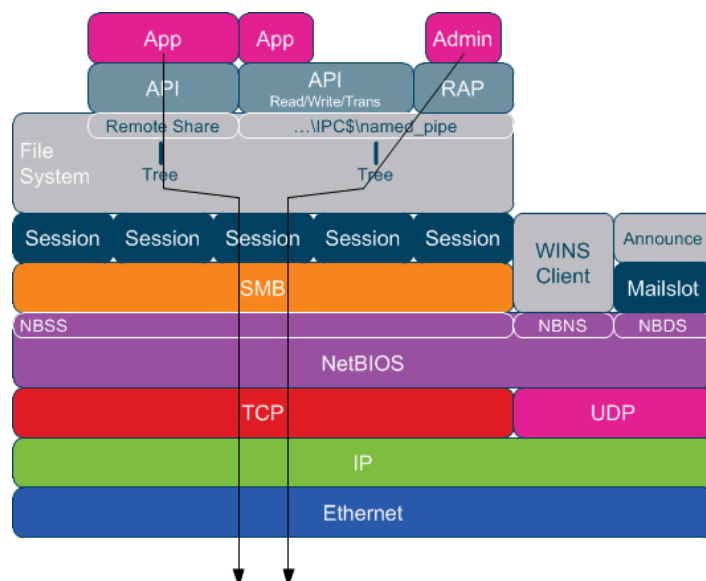 App App Admin
API API RAP
Read/Write/Trans
Remote Share ...\IPC$\named_pipe
File
System
Tree Tree
Session Session Session Session Session
WINS
Client
Announce
SMB
Mailslot
NBSS NBNS NBDS
NetBIOS
TCP UDP
IP
Ethernet